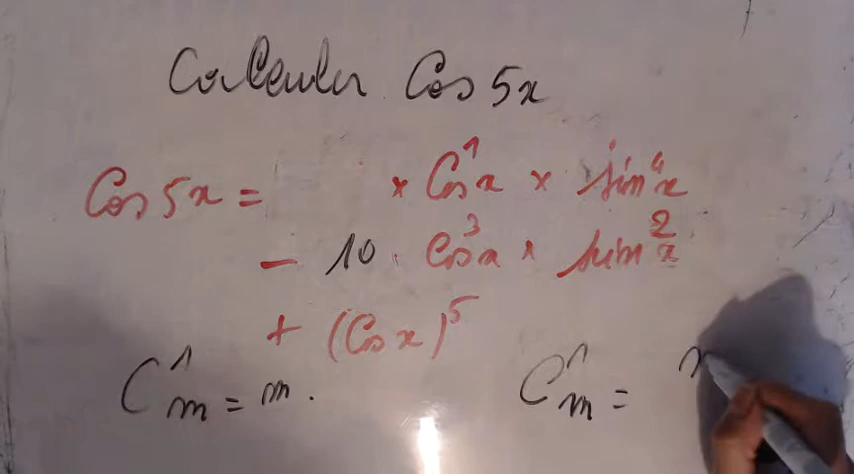 Calculer Cos 5x
Cos 5x = × Cos¹x × sin⁴x
− 10 . Cos³x × sin²x
+ (Cos x)⁵
C¹ₘ = m . C¹ₘ =